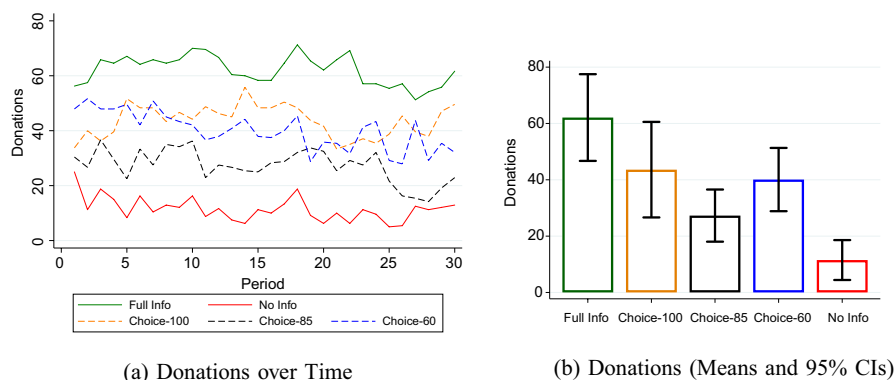 80
60
40
20
0
Donations
0 5 10 15 20 25 30
Period
Full Info No Info
Choice-100 Choice-85 Choice-60
(a) Donations over Time
80
60
40
20
0
Donations
Full Info Choice-100 Choice-85 Choice-60 No Info
(b) Donations (Means and 95% CIs)